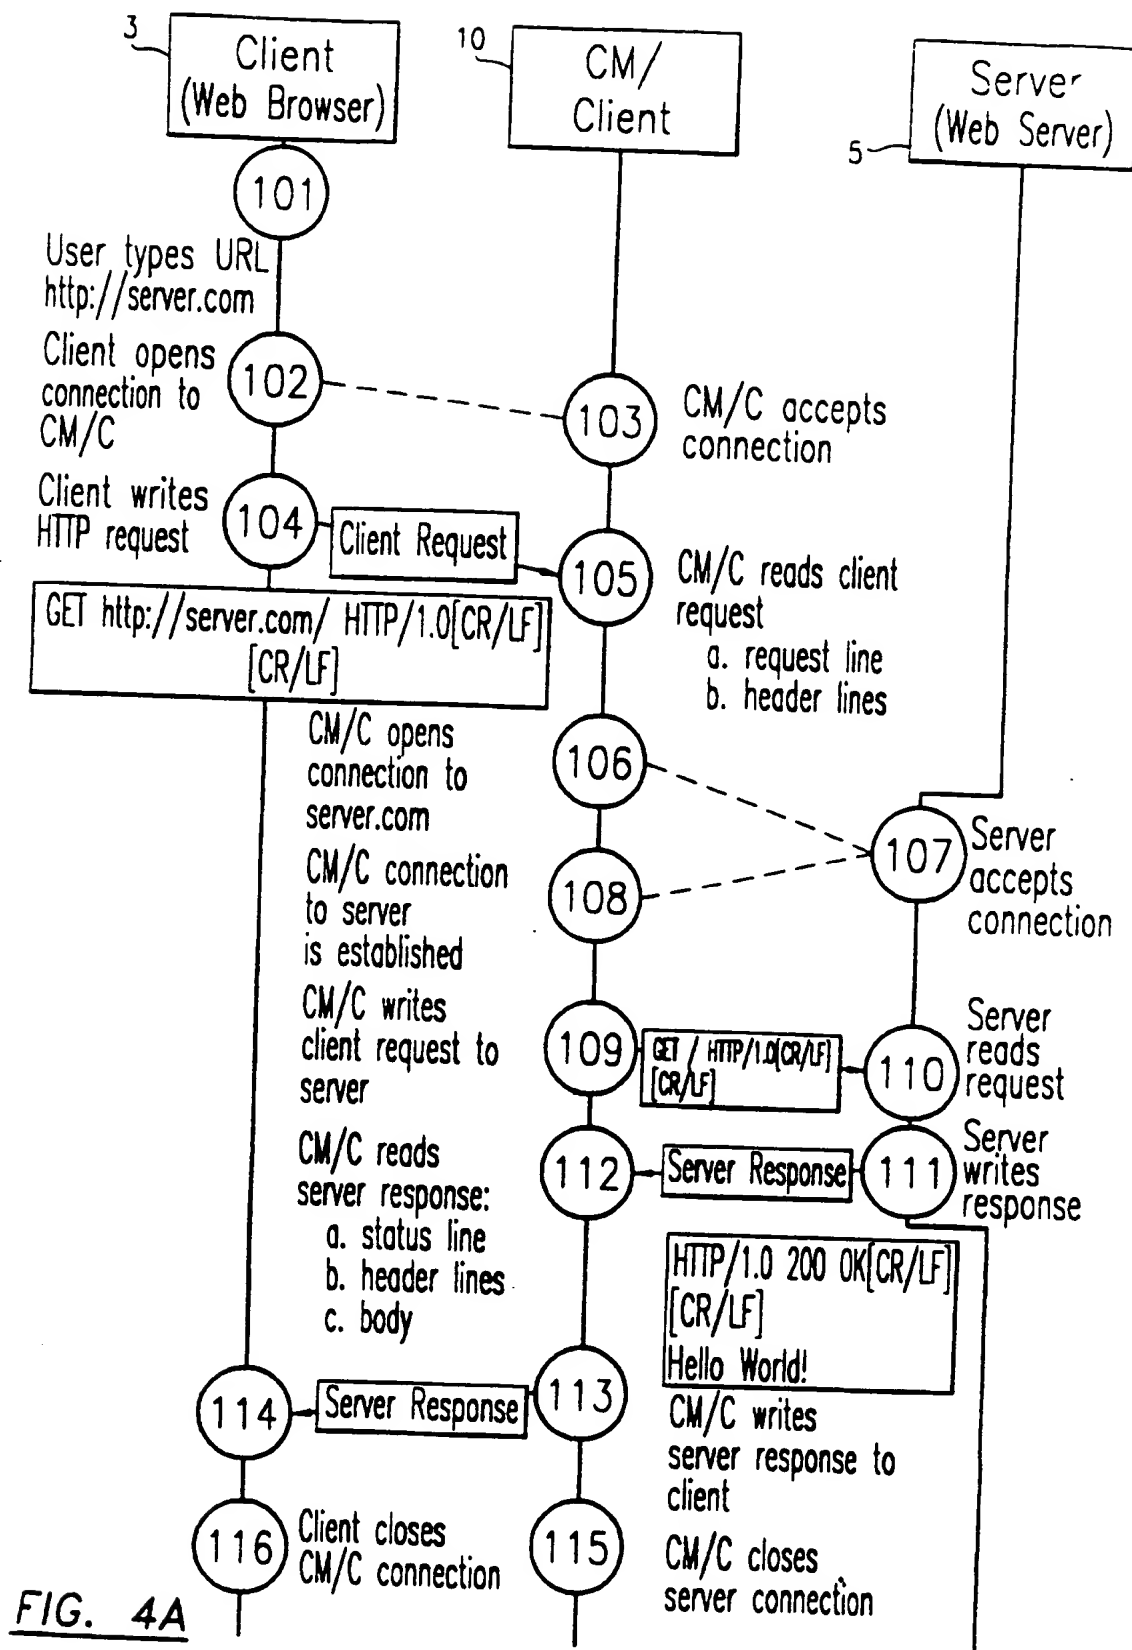 3
Client
(Web Browser)
10
CM/
Client
Server
(Web Server)
5
101
User types URL
http://server.com
Client opens
connection to
CM/C
102
103
CM/C accepts
connection
Client writes
HTTP request
104
Client Request
105
CM/C reads client
request
a. request line
b. header lines
GET http://server.com/ HTTP/1.0[CR/LF]
[CR/LF]
CM/C opens
connection to
server.com
106
107
Server
accepts
connection
CM/C connection
to server
is established
108
CM/C writes
client request to
server
109
GET / HTTP/1.0[CR/LF]
[CR/LF]
110
Server
reads
request
CM/C reads
server response:
a. status line
b. header lines
c. body
112
Server Response
111
Server
writes
response
HTTP/1.0 200 OK[CR/LF]
[CR/LF]
Hello World!
114
Server Response
113
CM/C writes
server response to
client
116
Client closes
CM/C connection
115
CM/C closes
server connection
FIG. 4A